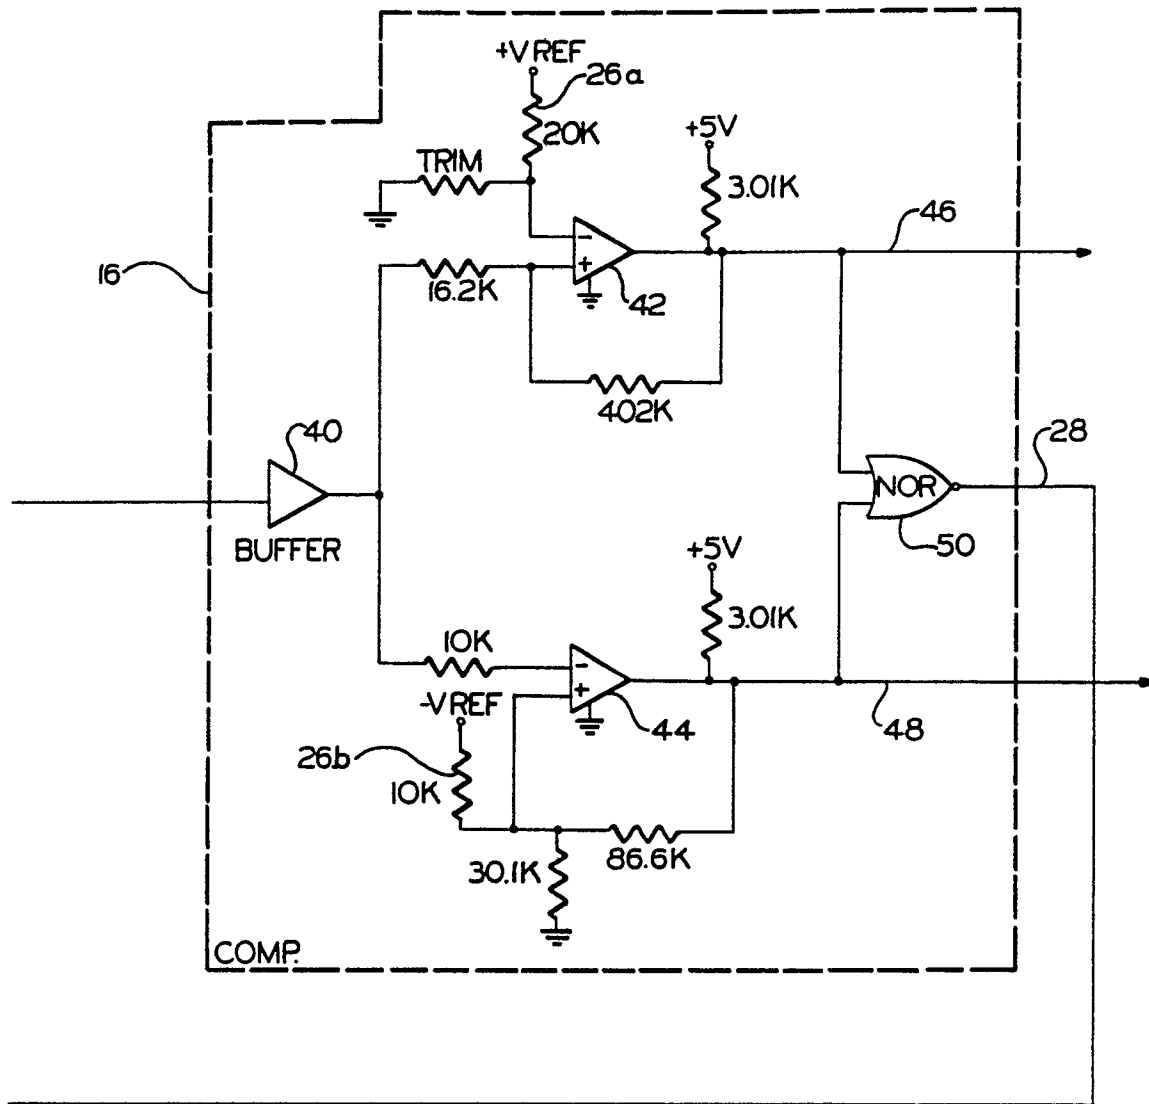 +VREF
26a
20K
+5V
TRIM
3.01K
46
16
16.2K
-
+
42
402K
40
28
NOR
BUFFER
50
+5V
3.01K
10K
-
+
-VREF
44
48
26b
10K
86.6K
30.1K
COMP.